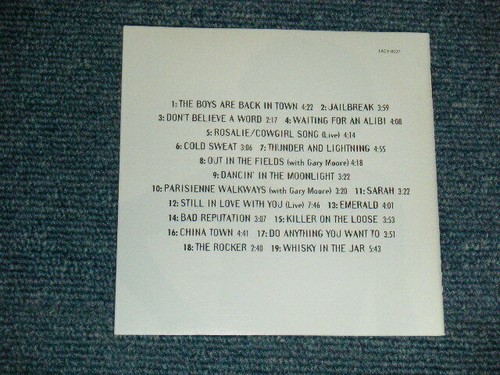 1: THE BOYS ARE BACK IN TOWN 4:22 2: JAILBREAK 3:59
3: DON'T BELIEVE A WORD 2:17 4: WAITING FOR AN ALIBI 4:08
5: ROSALIE/COWGIRL SONG (Live) 4:14
6: COLD SWEAT 3:06 7: THUNDER AND LIGHTNING 4:55
8: OUT IN THE FIELDS (with Gary Moore) 4:18
9: DANCIN' IN THE MOONLIGHT 3:22
10: PARISIENNE WALKWAYS (with Gary Moore) 3:20 11: SARAH 3:22
12: STILL IN LOVE WITH YOU (Live) 7:46 13: EMERALD 4:01
14: BAD REPUTATION 3:07 15: KILLER ON THE LOOSE 3:53
16: CHINA TOWN 4:41 17: DO ANYTHING YOU WANT TO 3:51
18: THE ROCKER 2:40 19: WHISKY IN THE JAR 5:43